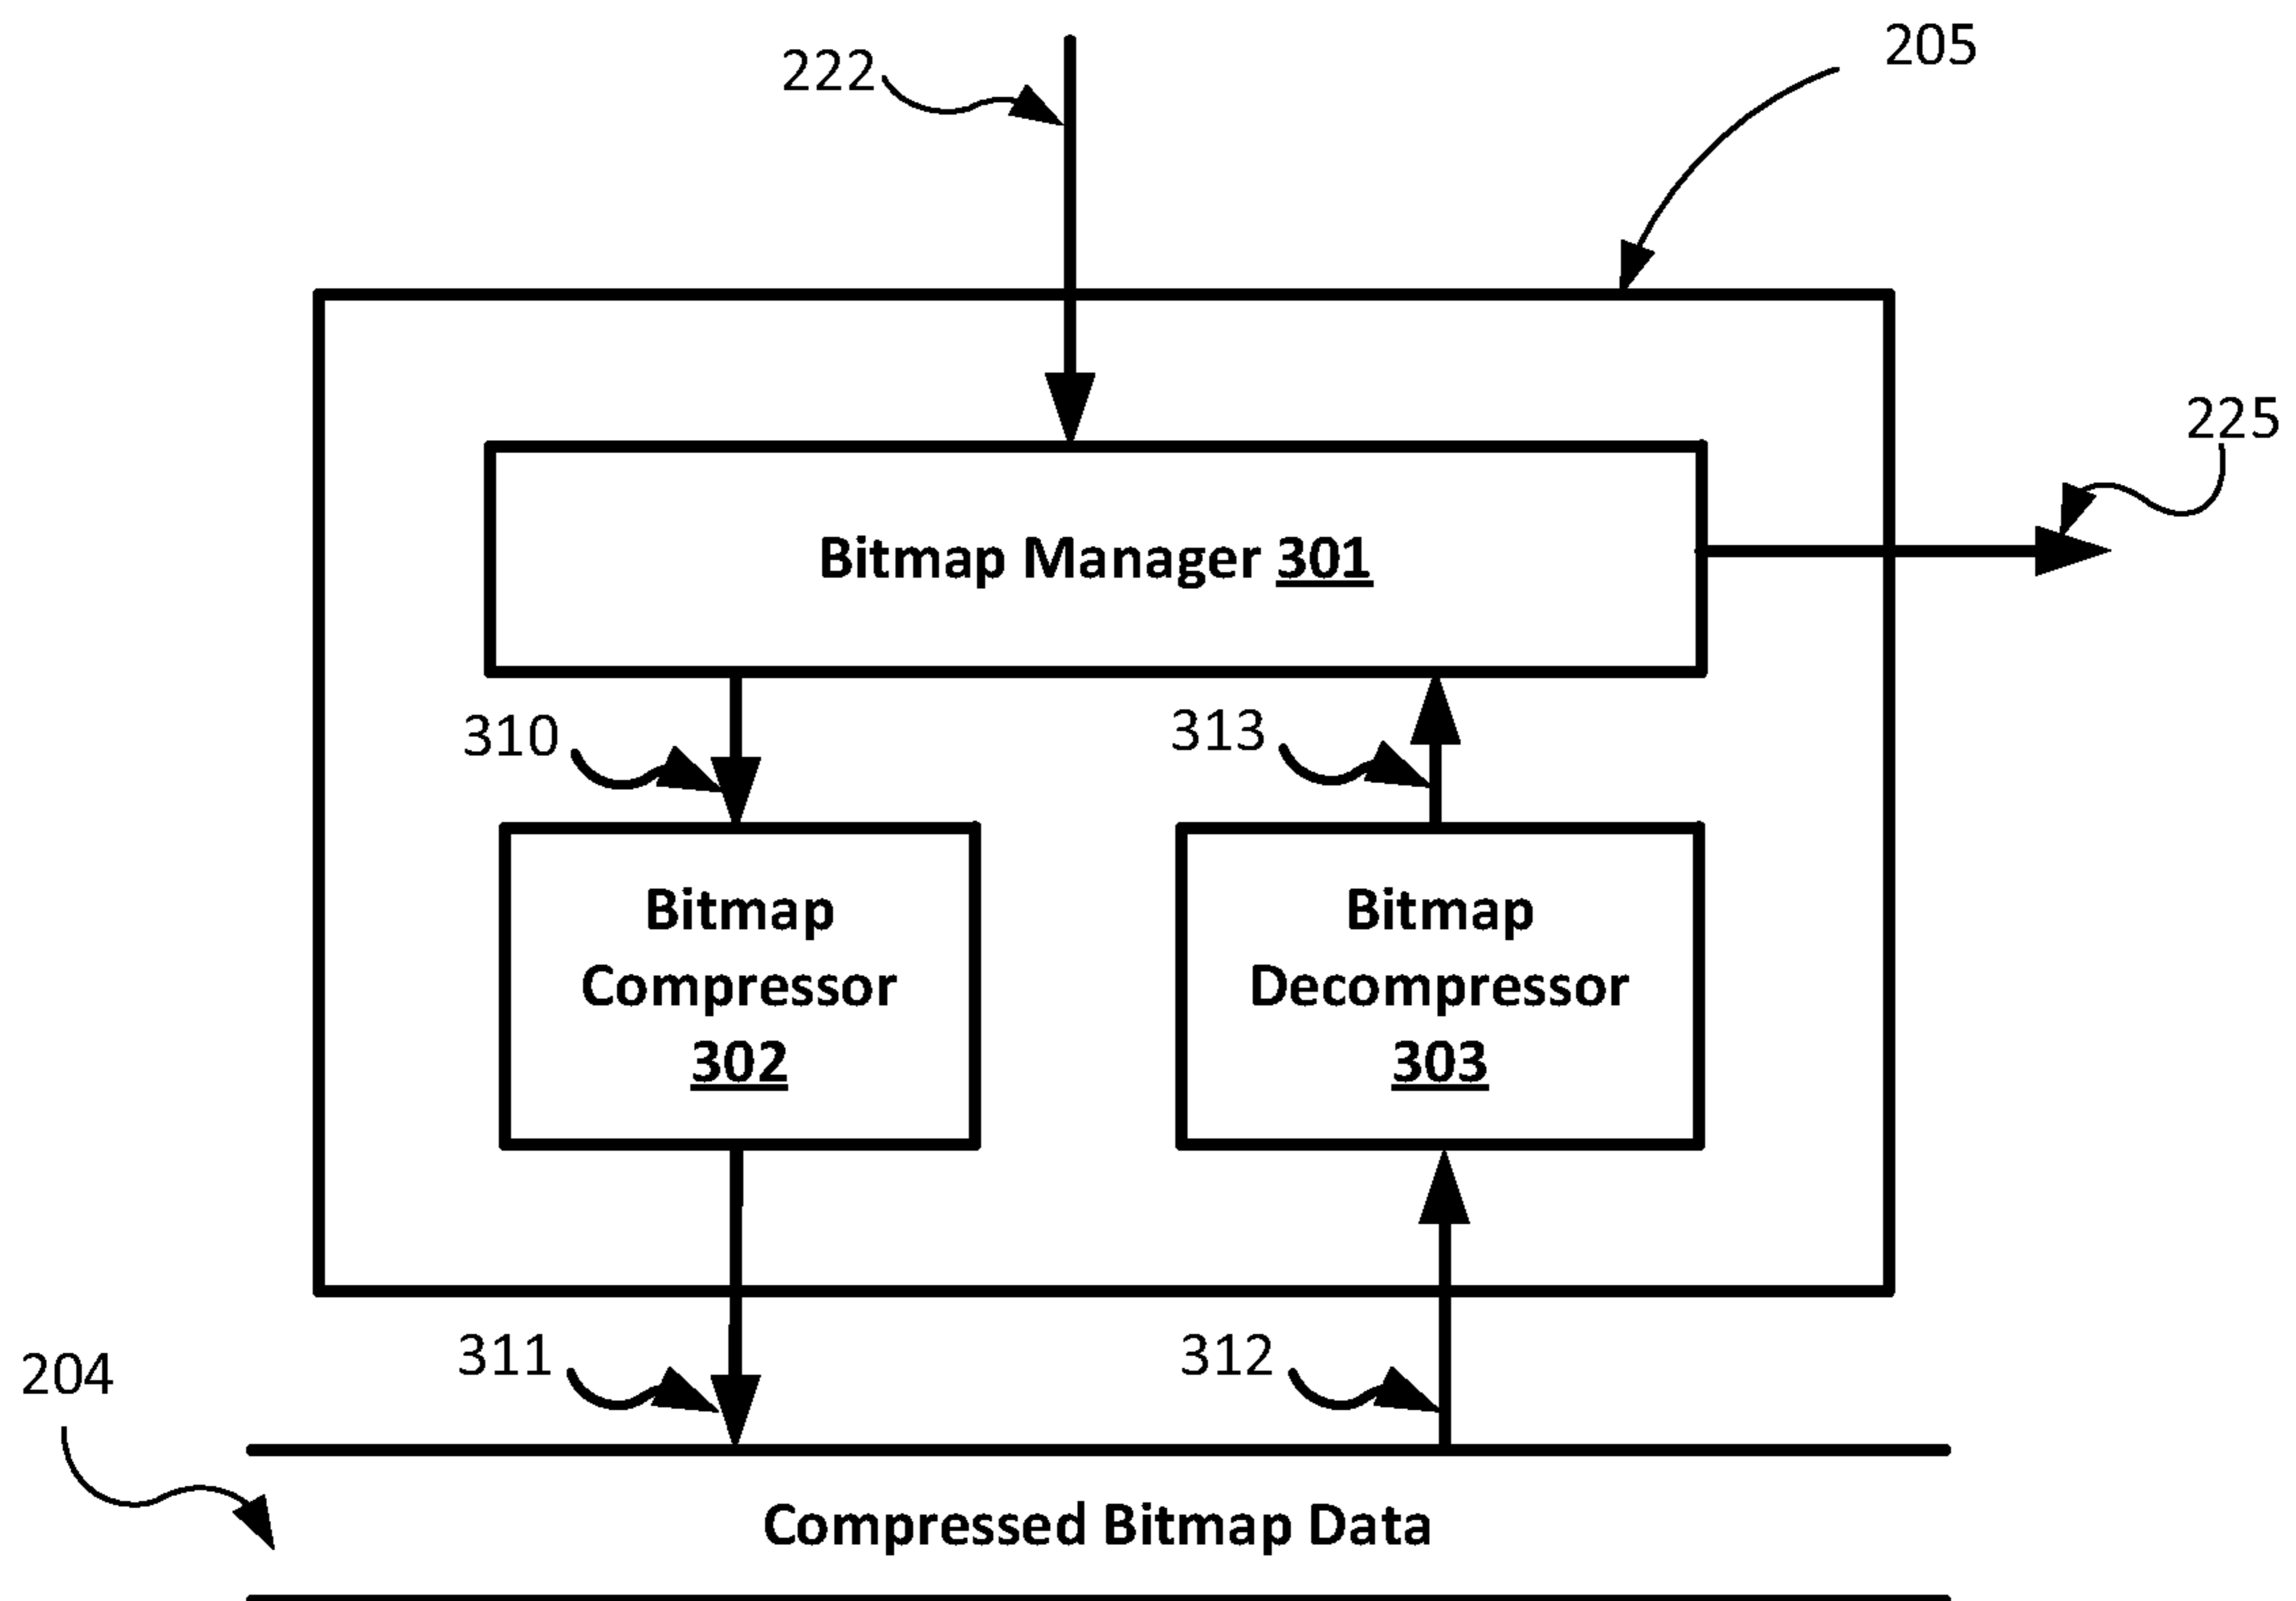 205
222
225
Bitmap Manager 301
310
313
Bitmap
Compressor
302
Bitmap
Decompressor
303
311
312
204
Compressed Bitmap Data